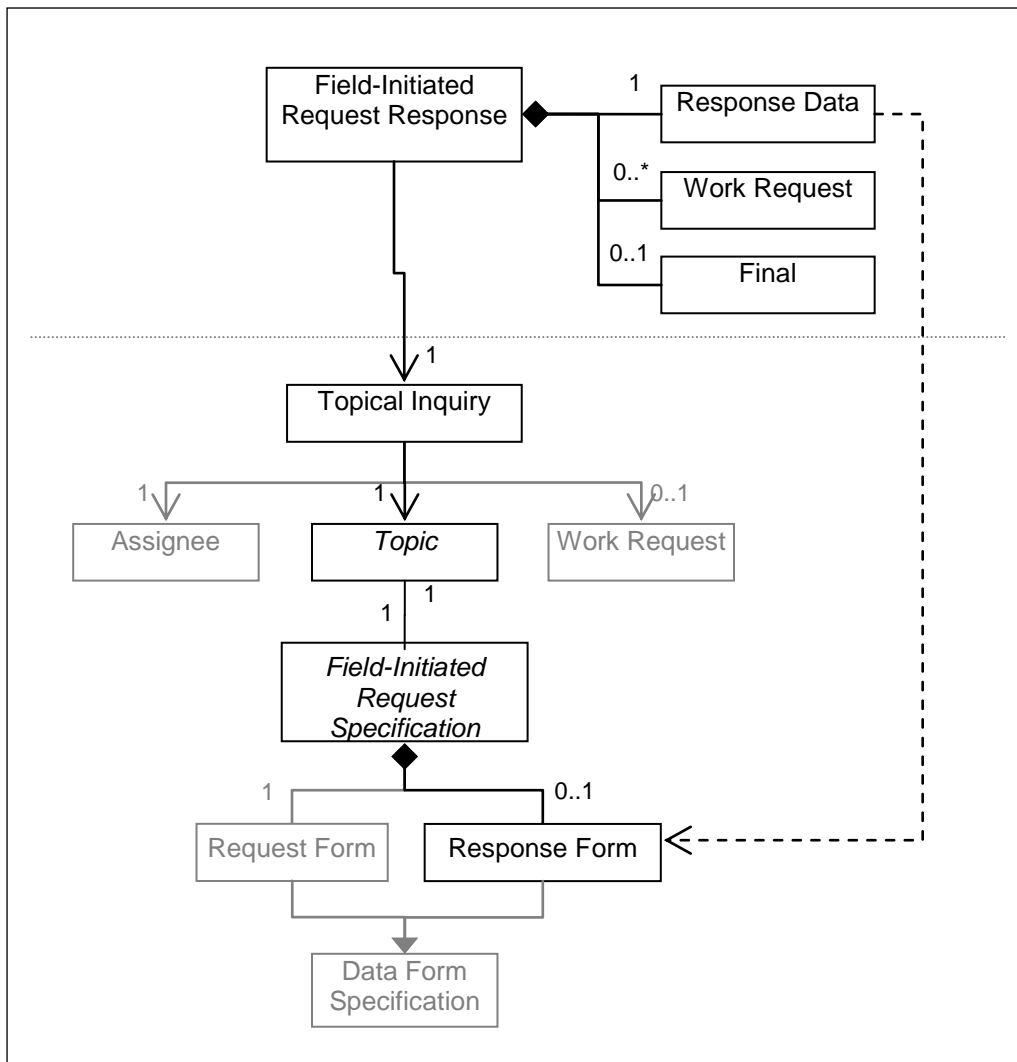 Field-Initiated
Request Response
1
Response Data
0..*
Work Request
0..1
Final
1
Topical Inquiry
1
1
0..1
Assignee
Topic
Work Request
1
1
Field-Initiated
Request
Specification
1
0..1
Request Form
Response Form
Data Form
Specification